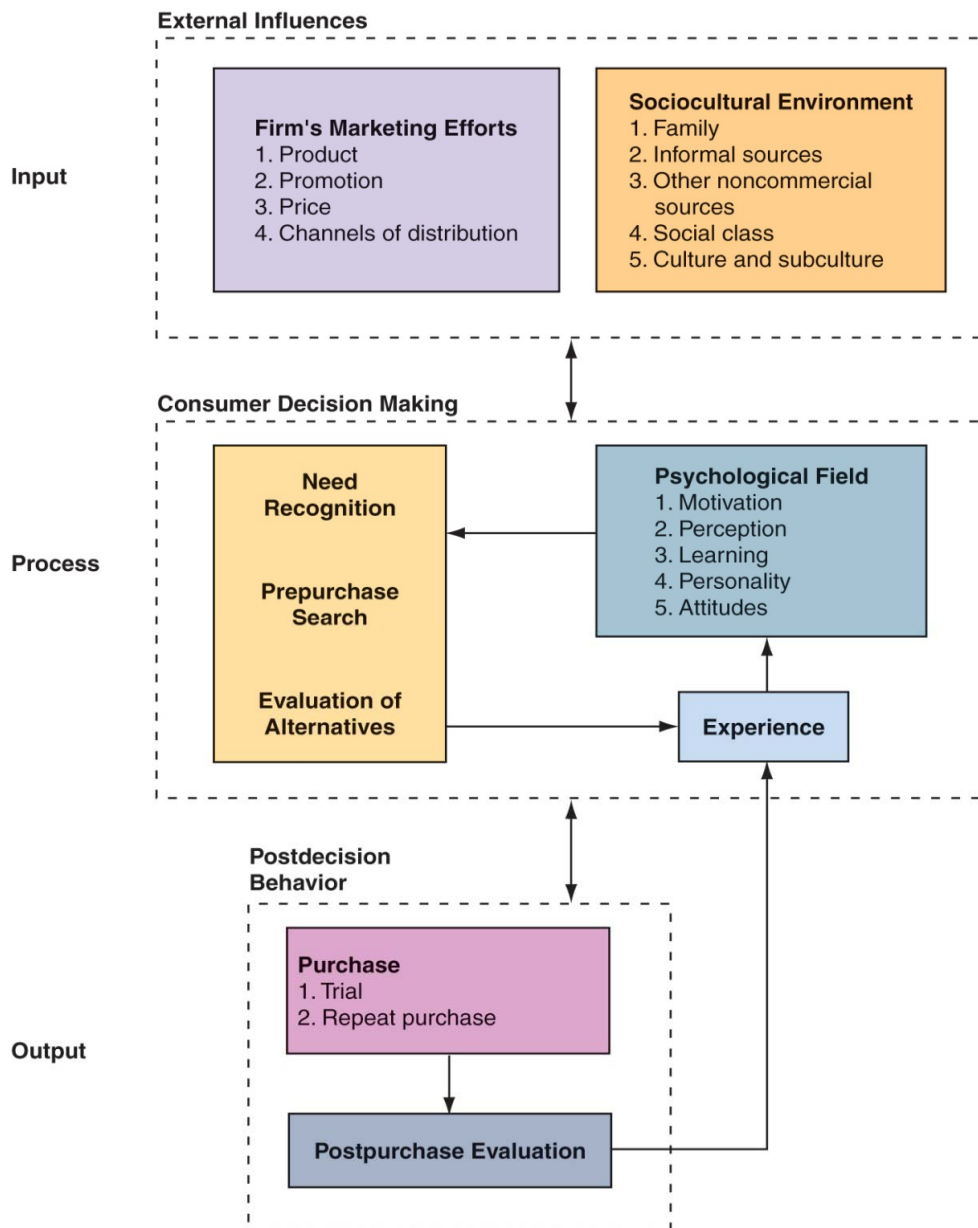 External Influences
Input
Firm's Marketing Efforts
1. Product
2. Promotion
3. Price
4. Channels of distribution
Sociocultural Environment
1. Family
2. Informal sources
3. Other noncommercial
sources
4. Social class
5. Culture and subculture
Consumer Decision Making
Process
Need
Recognition
Prepurchase
Search
Evaluation of
Alternatives
Psychological Field
1. Motivation
2. Perception
3. Learning
4. Personality
5. Attitudes
Experience
Postdecision
Behavior
Output
Purchase
1. Trial
2. Repeat purchase
Postpurchase Evaluation